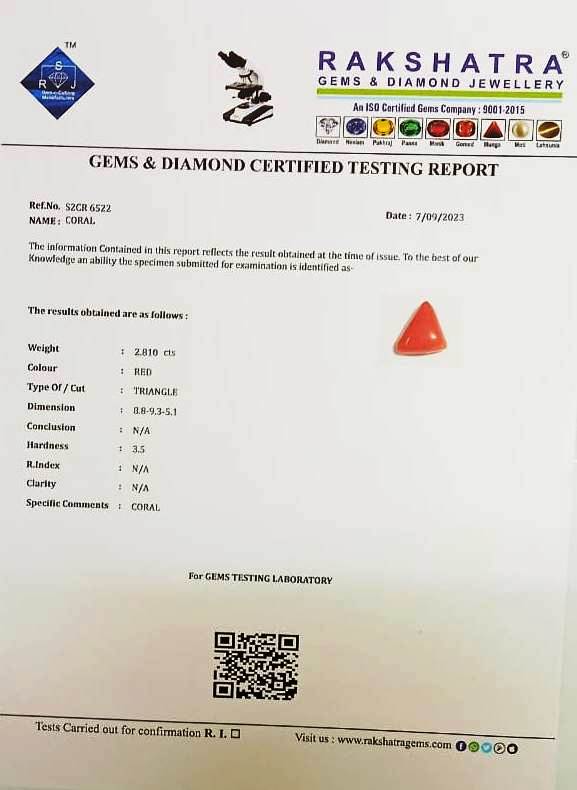 TM
S
R J
Gem-n-Cutting
Manufacturers
RAKSHATRA®
GEMS & DIAMOND JEWELLERY
An ISO Certified Gems Company : 9001-2015
Diamond Neelam Pukhraj Panna Manik Gomed Munga Moti Lahsunia
GEMS & DIAMOND CERTIFIED TESTING REPORT
Ref.No. S2CR 6522
NAME : CORAL
Date : 7/09/2023
The information Contained in this report reflects the result obtained at the time of issue. To the best of our
Knowledge an ability the specimen submitted for examination is identified as-
The results obtained are as follows :
Weight : 2.810 cts
Colour : RED
Type Of / Cut : TRIANGLE
Dimension : 8.8-9.3-5.1
Conclusion : N/A
Hardness : 3.5
R.Index : N/A
Clarity : N/A
Specific Comments : CORAL
For GEMS TESTING LABORATORY
Tests Carried out for confirmation R. I. ☐
Visit us : www.rakshatragems.com